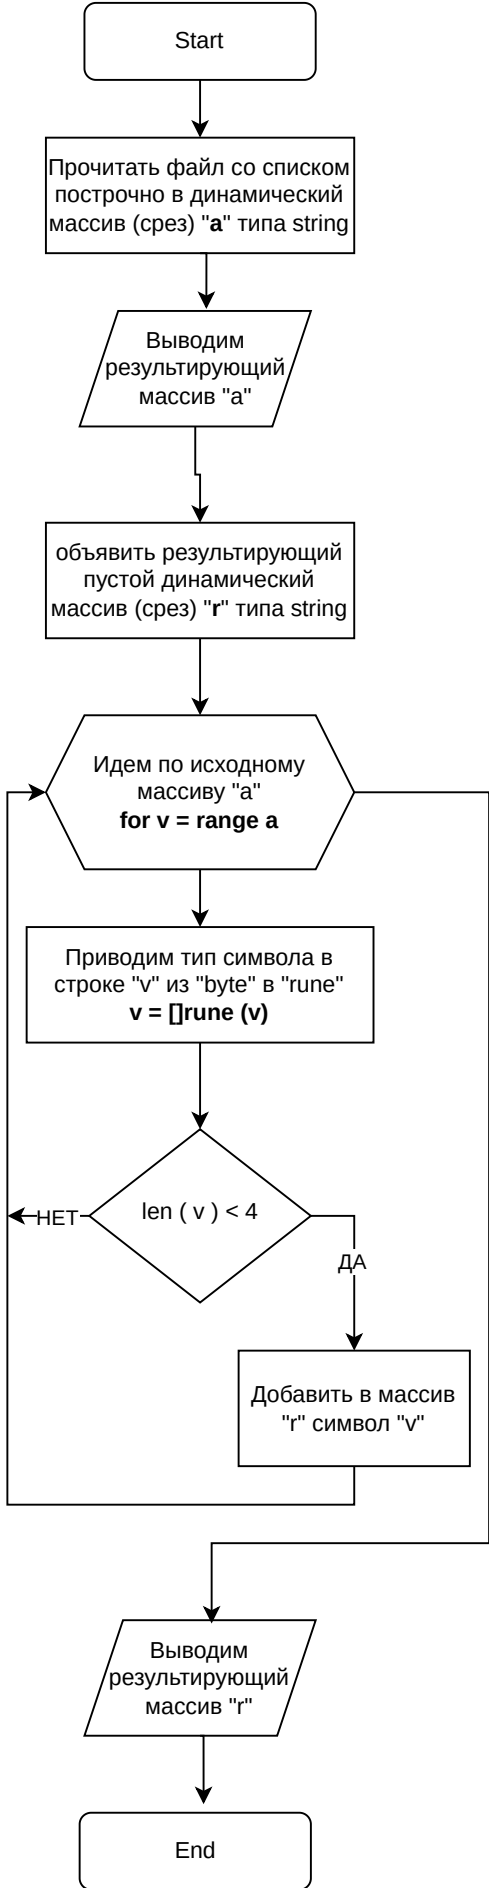 Start
Прочитать файл со списком
построчно в динамический
массив (срез) "a" типа string
Выводим
результирующий
массив "a"
объявить результирующий
пустой динамический
массив (срез) "r" типа string
Идем по исходному
массиву "a"
for v = range a
Приводим тип символа в
строке "v" из "byte" в "rune"
v = []rune (v)
len ( v ) < 4
НЕТ
ДА
Добавить в массив
"r" символ "v"
Выводим
результирующий
массив "r"
End